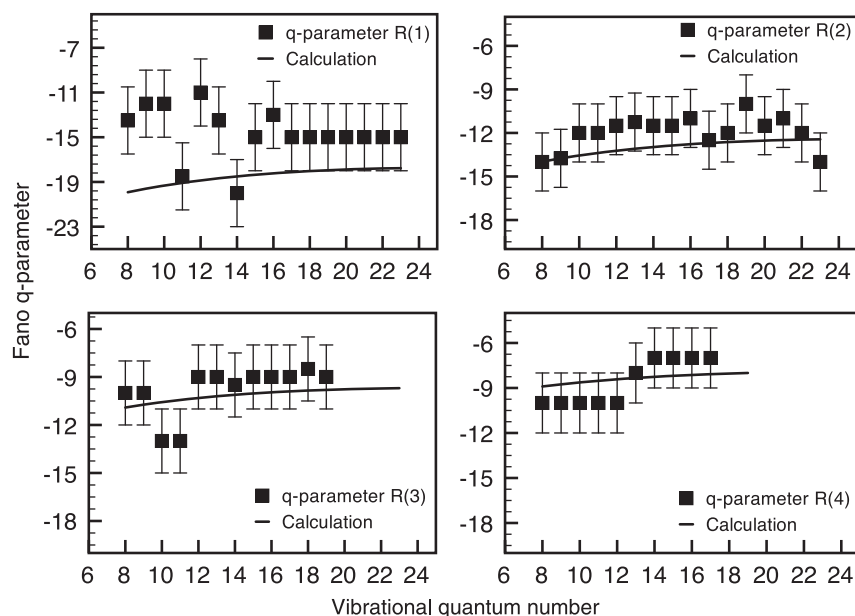 Fano q-parameter
-7
-11
-15
-19
-23
q-parameter R(1)
Calculation
6 8 10 12 14 16 18 20 22 24
-6
-9
-12
-15
-18
q-parameter R(2)
Calculation
6 8 10 12 14 16 18 20 22 24
-6
-9
-12
-15
-18
q-parameter R(3)
Calculation
6 8 10 12 14 16 18 20 22 24
-6
-9
-12
-15
-18
q-parameter R(4)
Calculation
6 8 10 12 14 16 18 20 22 24
Vibrational quantum number